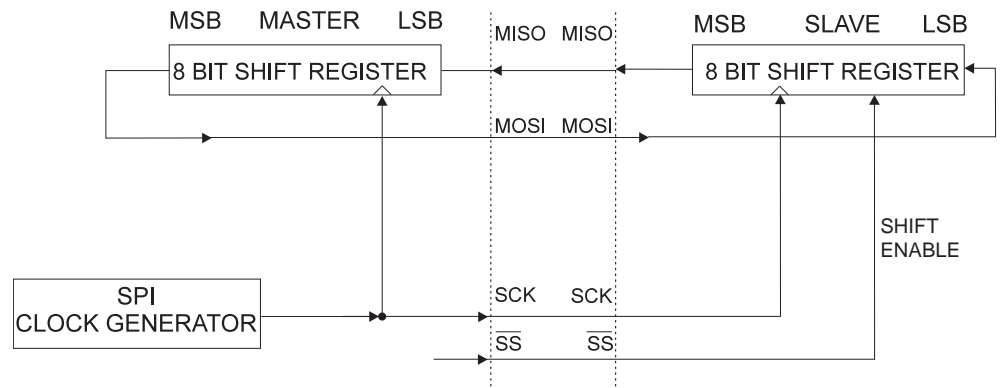 MSB MASTER LSB
8 BIT SHIFT REGISTER
MISO MISO
MSB SLAVE LSB
8 BIT SHIFT REGISTER
MOSI MOSI
SHIFT
ENABLE
SPI
CLOCK GENERATOR
SCK SCK
SS SS